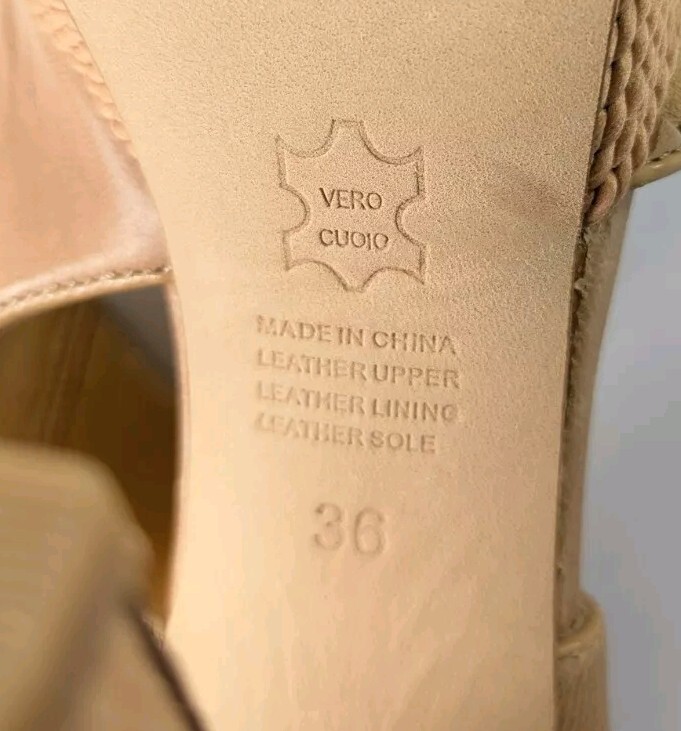 VERO
CUOIO
MADE IN CHINA
LEATHER UPPER
LEATHER LINING
LEATHER SOLE
36